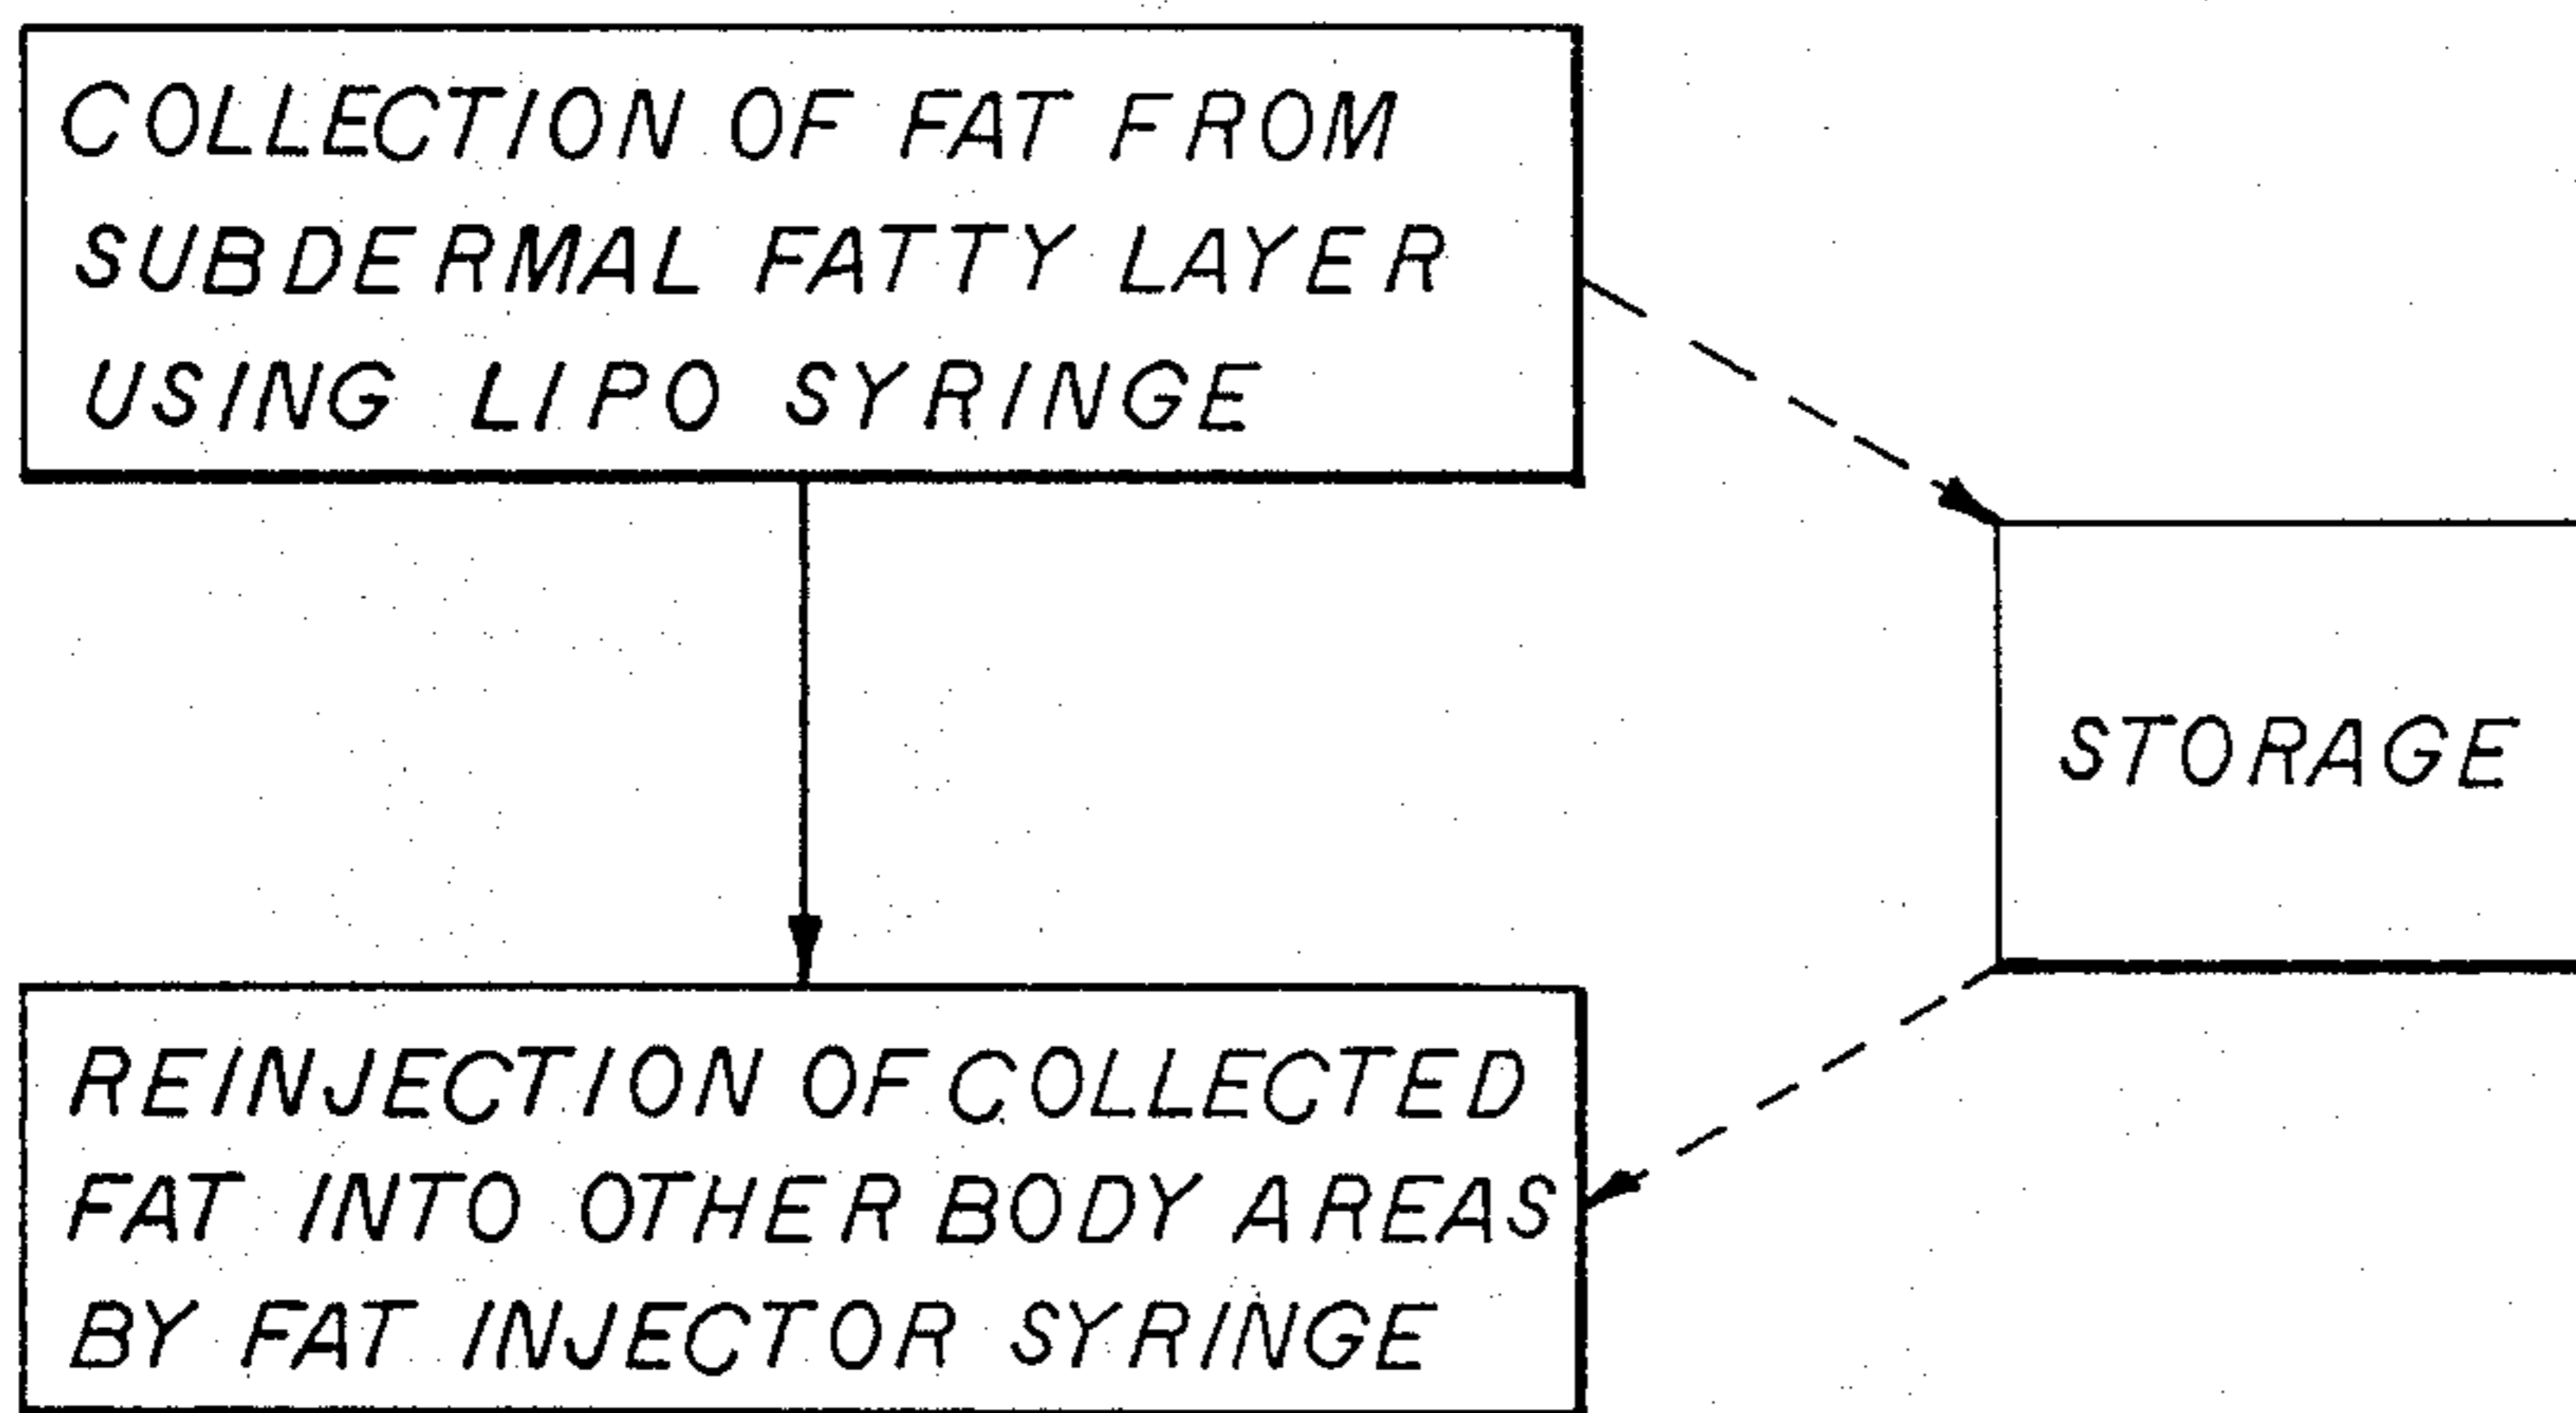 COLLECTION OF FAT FROM
SUBDERMAL FATTY LAYER
USING LIPO SYRINGE
STORAGE
REINJECTION OF COLLECTED
FAT INTO OTHER BODY AREAS
BY FAT INJECTOR SYRINGE